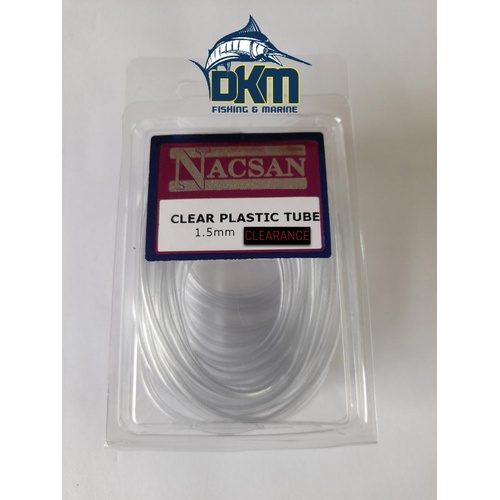 DKM
FISHING & MARINE
NACSAN
CLEAR PLASTIC TUBE
1.5mm CLEARANCE